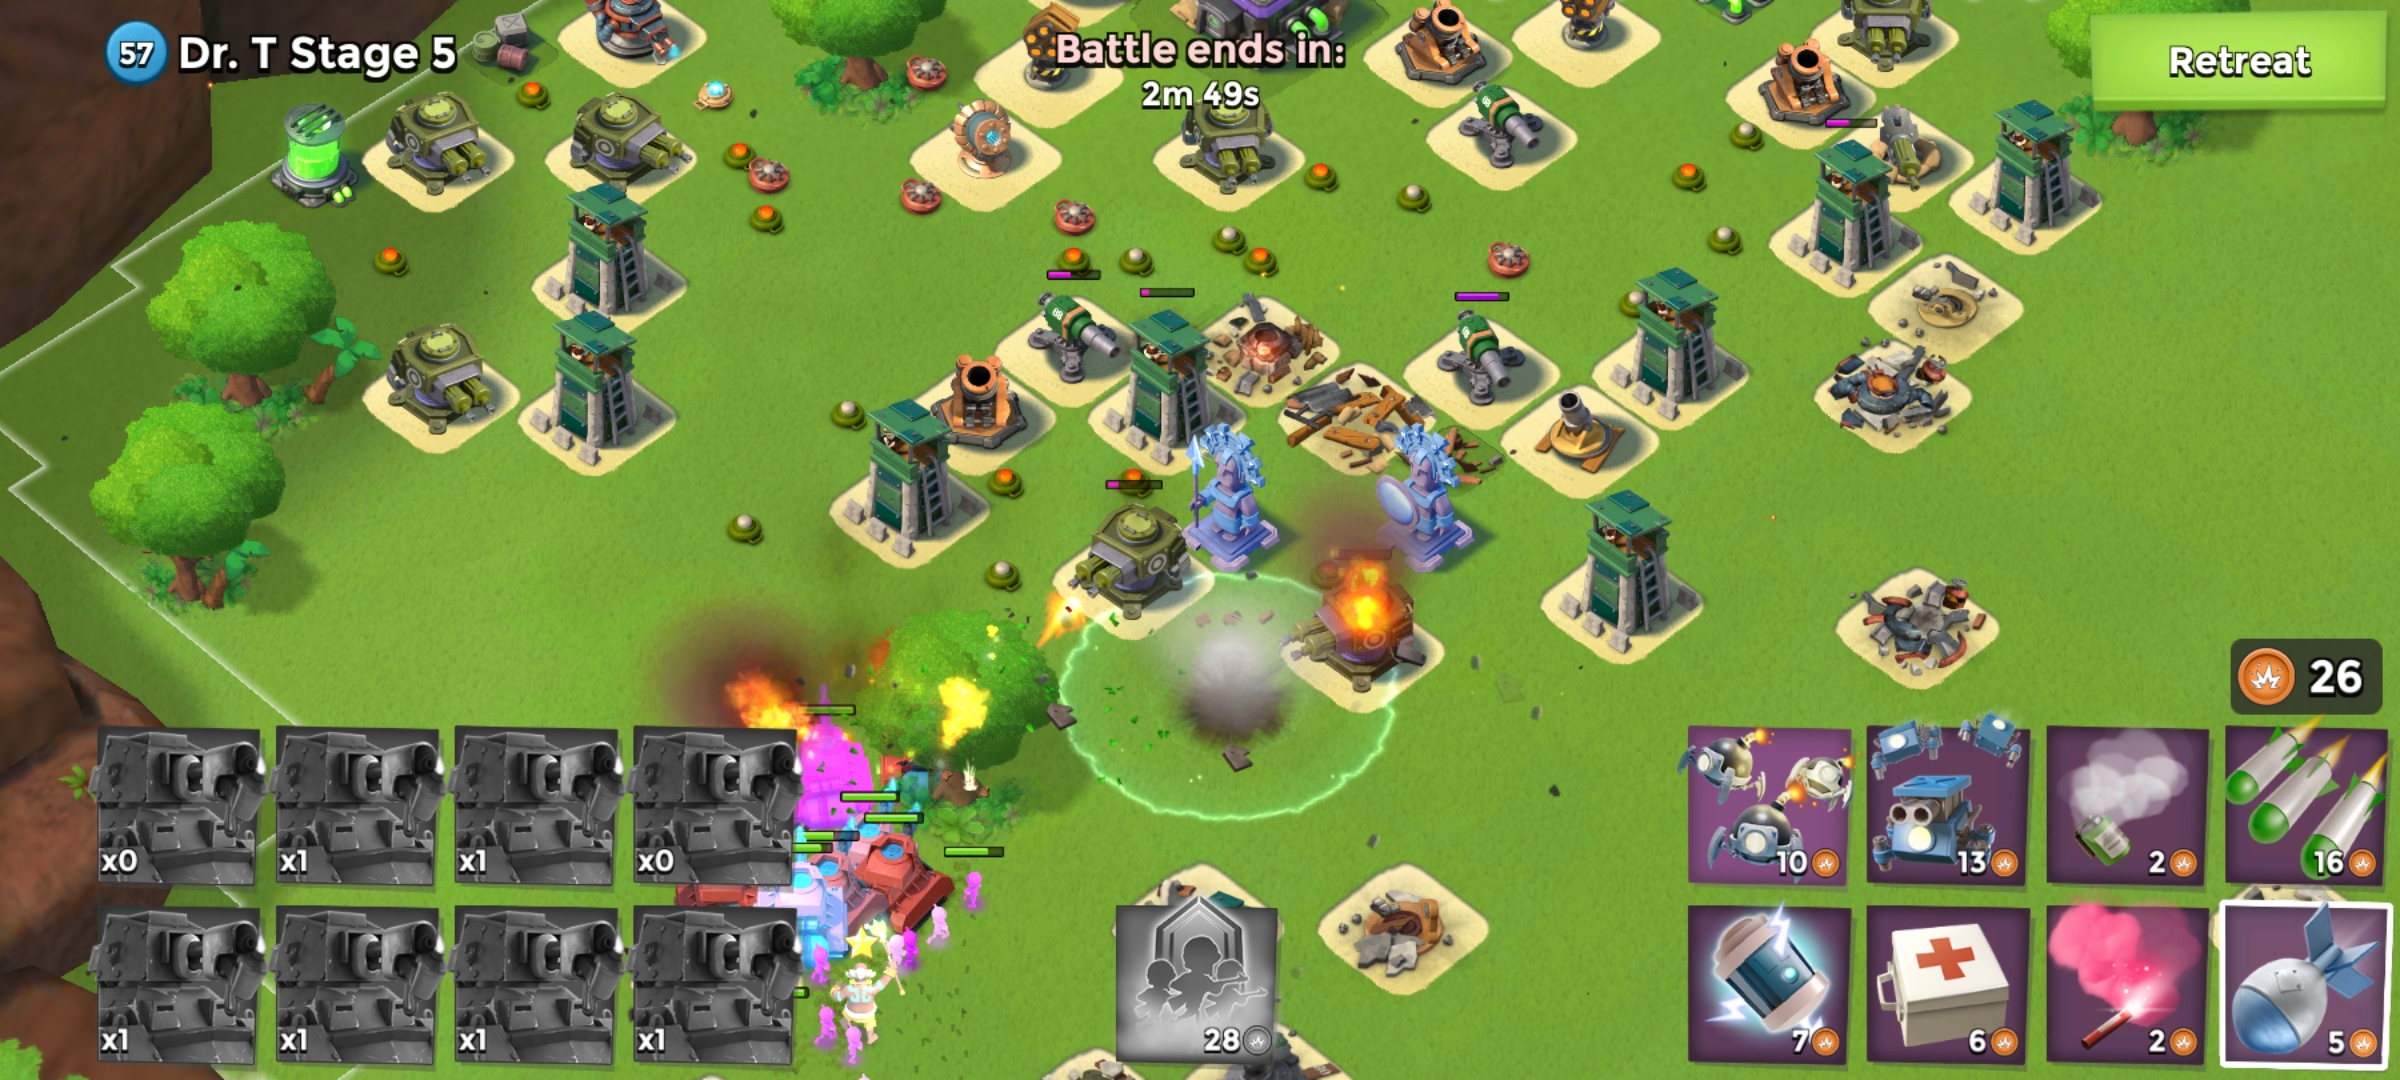 57 Dr. T Stage 5
Battle ends in:
2m 49s
Retreat
26
x0 x1 x1 x0
10 13 2 16
x1 x1 x1 x1
28
7 6 2 5